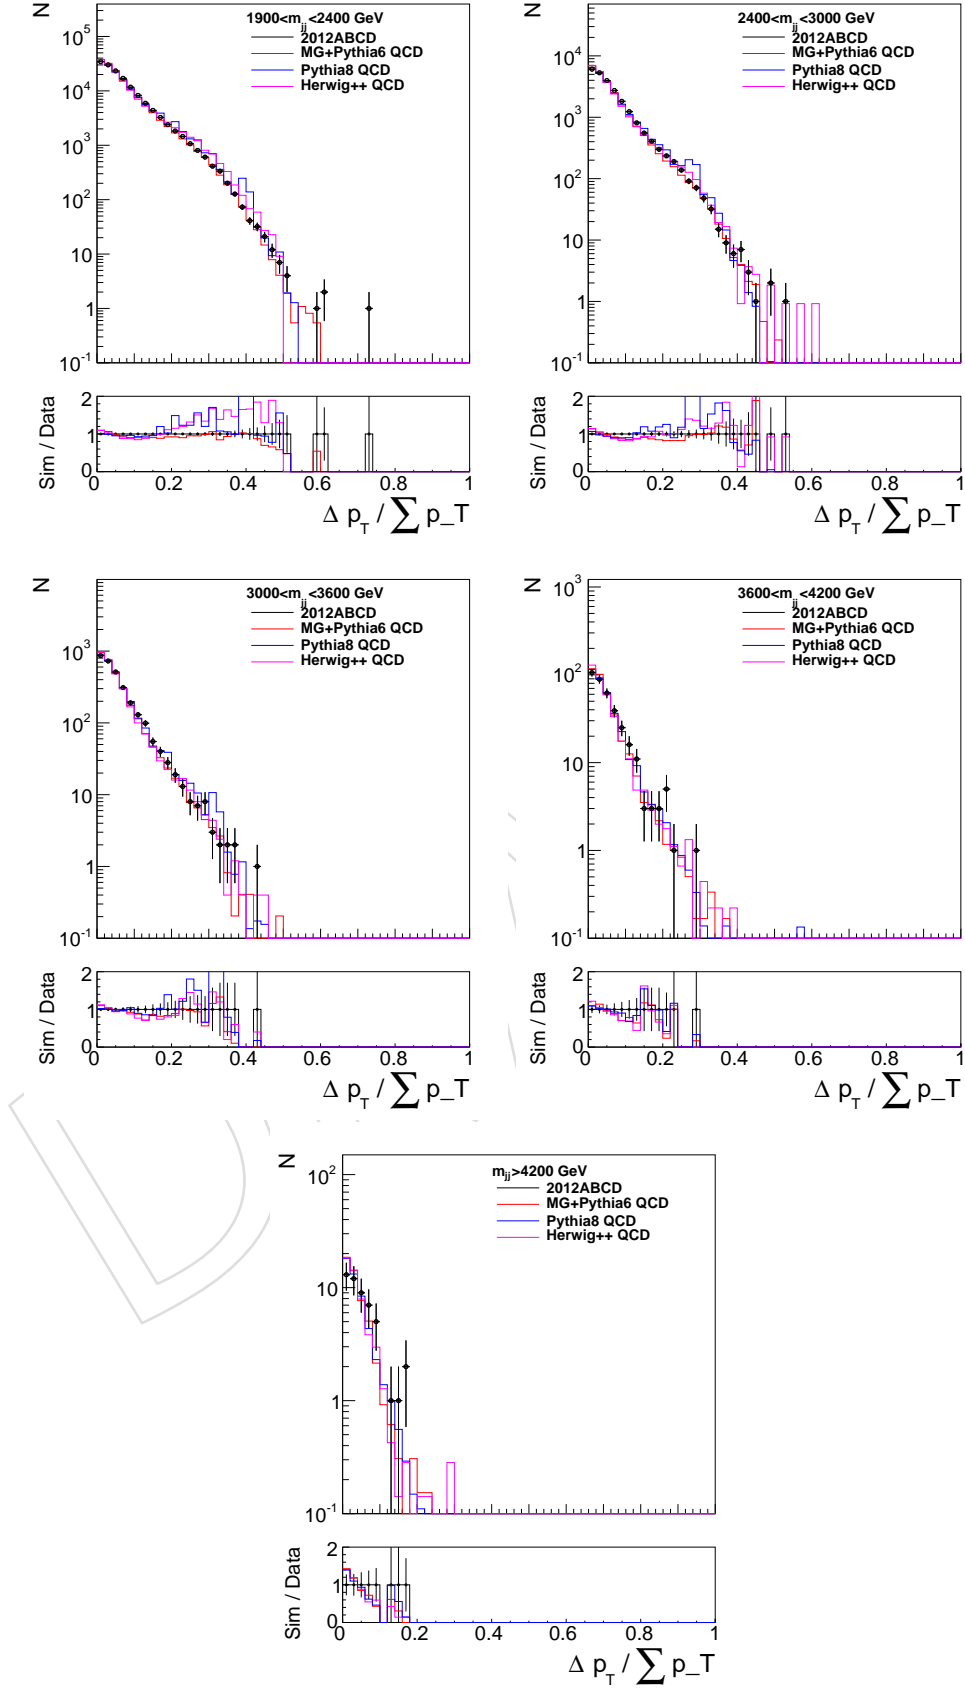 N
1900<m_jj<2400 GeV
2012ABCD
MG+Pythia6 QCD
Pythia8 QCD
Herwig++ QCD
10^5
10^4
10^3
10^2
10
1
10^-1
Sim / Data
2
1
0
0 0.2 0.4 0.6 0.8 1
Δ p_T / ∑ p_T
N
2400<m_jj<3000 GeV
2012ABCD
MG+Pythia6 QCD
Pythia8 QCD
Herwig++ QCD
10^4
10^3
10^2
10
1
10^-1
Sim / Data
2
1
0
0 0.2 0.4 0.6 0.8 1
Δ p_T / ∑ p_T
N
3000<m_jj<3600 GeV
2012ABCD
MG+Pythia6 QCD
Pythia8 QCD
Herwig++ QCD
10^3
10^2
10
1
10^-1
Sim / Data
2
1
0
0 0.2 0.4 0.6 0.8 1
Δ p_T / ∑ p_T
N
3600<m_jj<4200 GeV
2012ABCD
MG+Pythia6 QCD
Pythia8 QCD
Herwig++ QCD
10^3
10^2
10
1
10^-1
Sim / Data
2
1
0
0 0.2 0.4 0.6 0.8 1
Δ p_T / ∑ p_T
N
m_jj>4200 GeV
2012ABCD
MG+Pythia6 QCD
Pythia8 QCD
Herwig++ QCD
10^2
10
1
10^-1
Sim / Data
2
1
0
0 0.2 0.4 0.6 0.8 1
Δ p_T / ∑ p_T